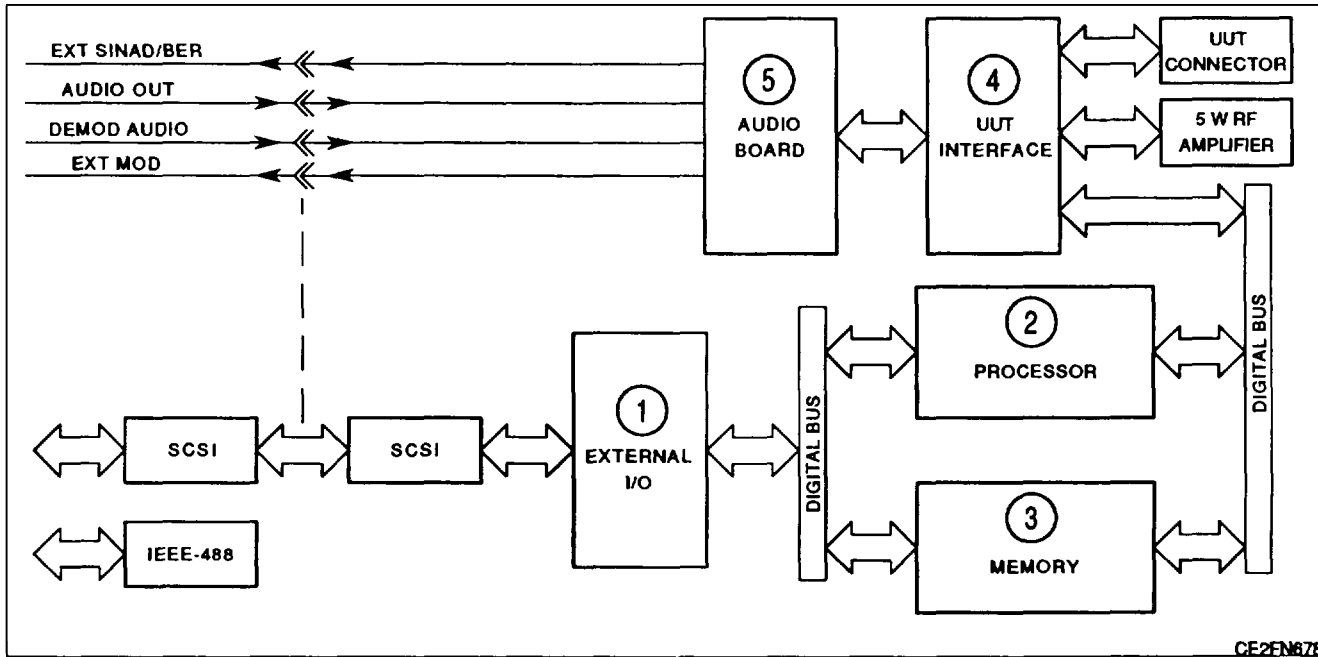 EXT SINAD/BER
AUDIO OUT
DEMOD AUDIO
EXT MOD
5
AUDIO
BOARD
4
UUT
INTERFACE
UUT
CONNECTOR
5 W RF
AMPLIFIER
SCSI
SCSI
IEEE-488
1
EXTERNAL
I/O
DIGITAL BUS
2
PROCESSOR
3
MEMORY
DIGITAL BUS
CE2FN678